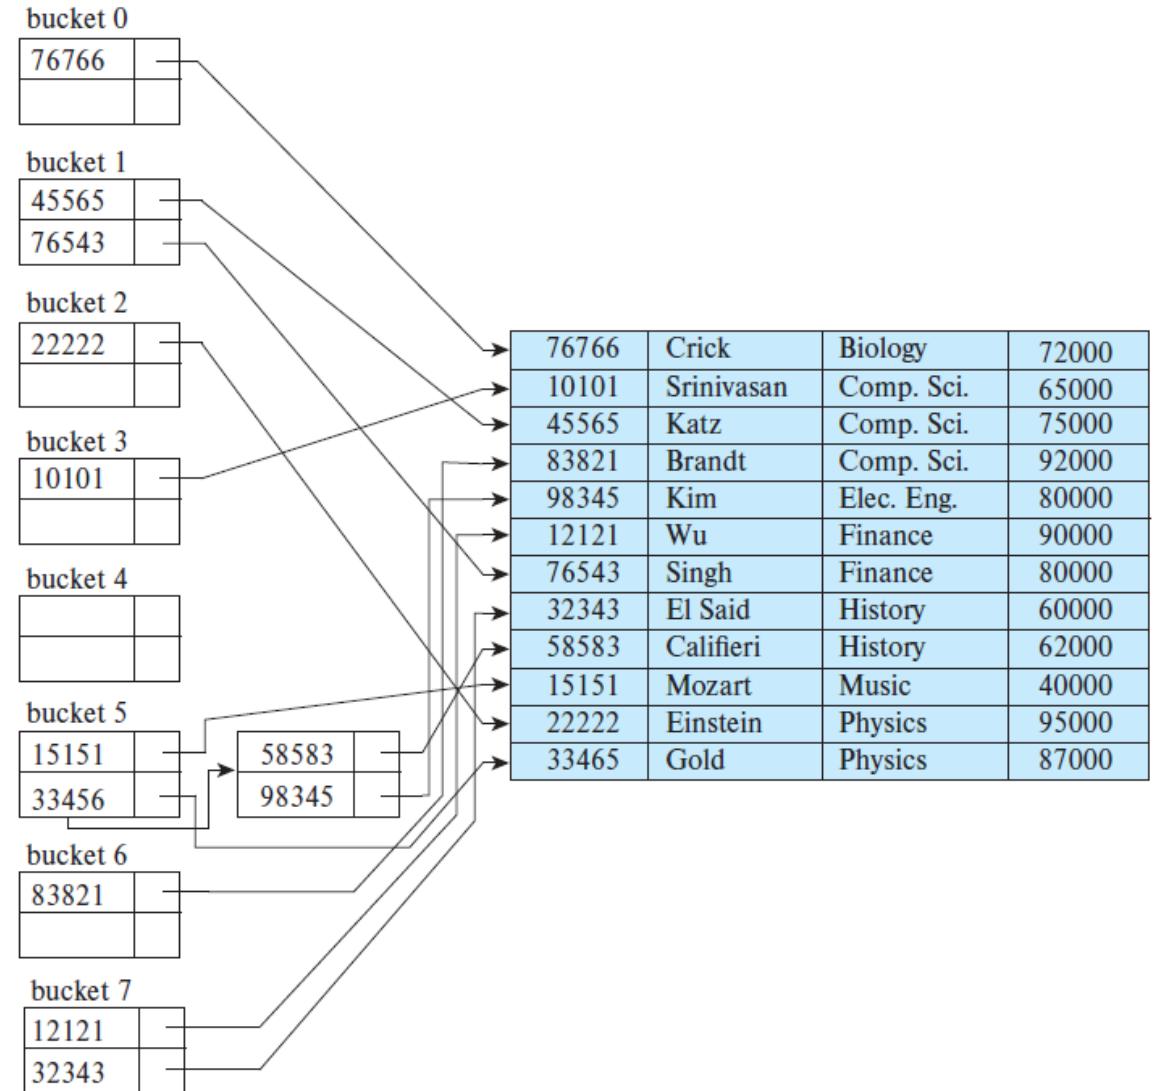 bucket 0
76766
bucket 1
45565
76543
bucket 2
22222
bucket 3
10101
bucket 4
bucket 5
15151
33456
58583
98345
bucket 6
83821
bucket 7
12121
32343
76766 Crick Biology 72000
10101 Srinivasan Comp. Sci. 65000
45565 Katz Comp. Sci. 75000
83821 Brandt Comp. Sci. 92000
98345 Kim Elec. Eng. 80000
12121 Wu Finance 90000
76543 Singh Finance 80000
32343 El Said History 60000
58583 Califieri History 62000
15151 Mozart Music 40000
22222 Einstein Physics 95000
33465 Gold Physics 87000